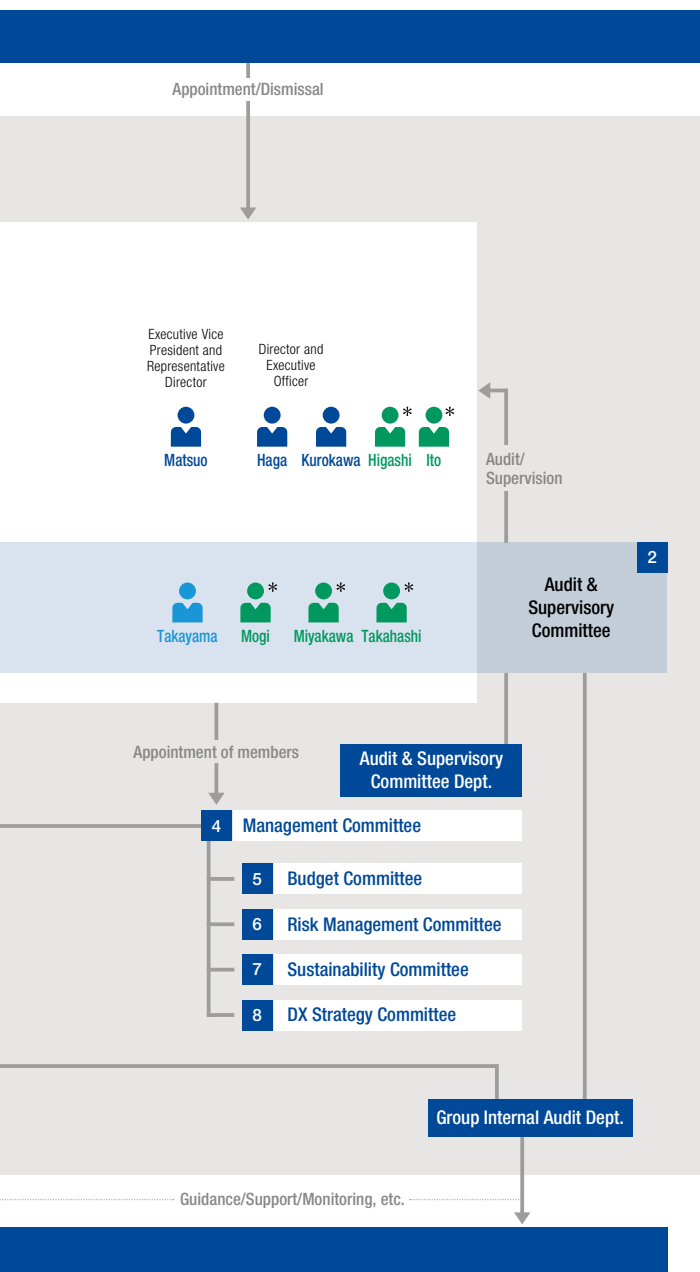 Appointment/Dismissal
Executive Vice
President and
Representative
Director
Director and
Executive
Officer
* *
Matsuo Haga Kurokawa Higashi Ito
Audit/
Supervision
2
Audit &
Supervisory
Committee
* * *
Takayama Mogi Miyakawa Takahashi
Appointment of members
Audit & Supervisory
Committee Dept.
4 Management Committee
5 Budget Committee
6 Risk Management Committee
7 Sustainability Committee
8 DX Strategy Committee
Group Internal Audit Dept.
Guidance/Support/Monitoring, etc.